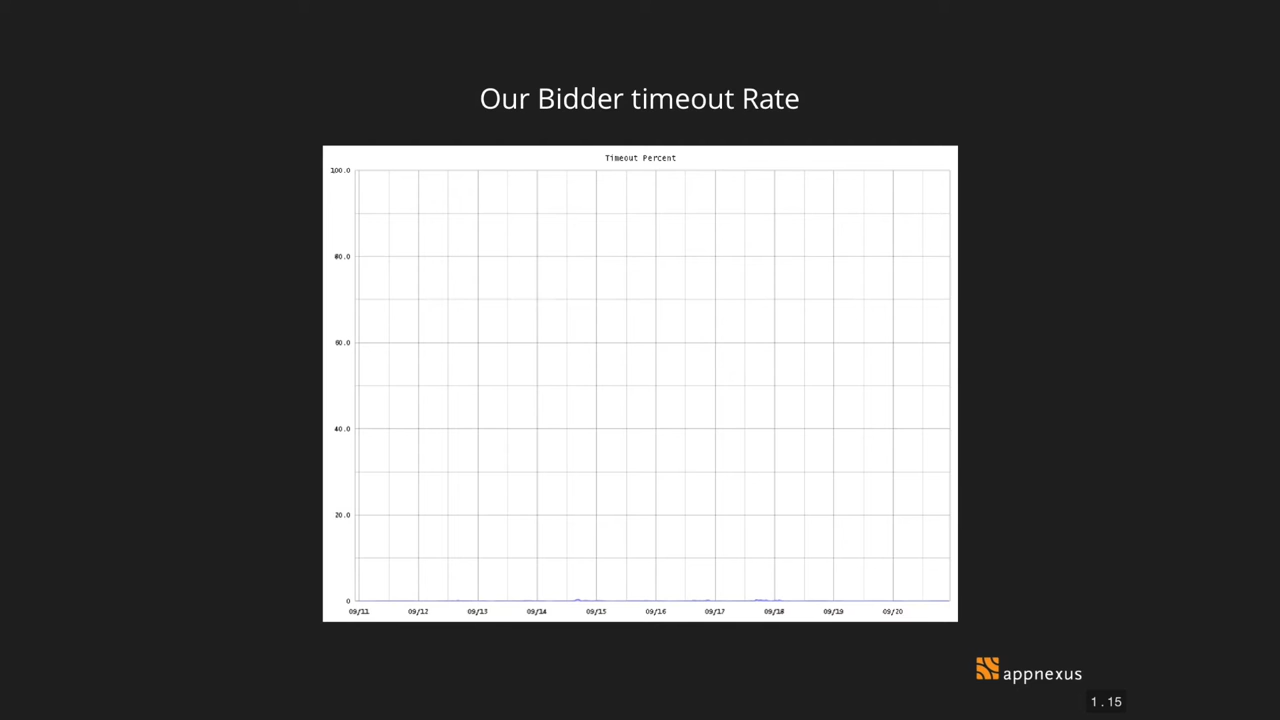 Our Bidder timeout Rate
Timeout Percent
100.0
80.0
60.0
40.0
20.0
0
09/11 09/12 09/13 09/14 09/15 09/16 09/17 09/18 09/19 09/20
appnexus
1.15